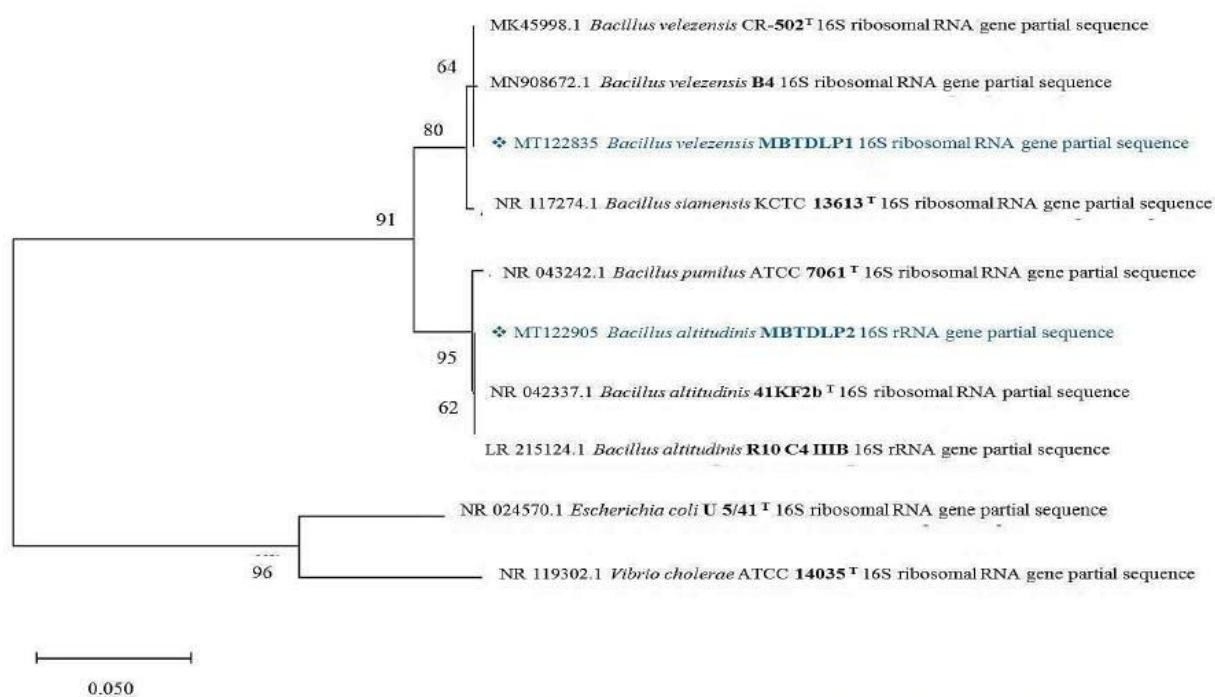 MK45998.1 Bacillus velezensis CR-502ᵀ 16S ribosomal RNA gene partial sequence
64
MN908672.1 Bacillus velezensis B4 16S ribosomal RNA gene partial sequence
80
❖ MT122835 Bacillus velezensis MBTDLP1 16S ribosomal RNA gene partial sequence
NR 117274.1 Bacillus siamensis KCTC 13613ᵀ 16S ribosomal RNA gene partial sequence
91
NR 043242.1 Bacillus pumilus ATCC 7061ᵀ 16S ribosomal RNA gene partial sequence
❖ MT122905 Bacillus altitudinis MBTDLP2 16S rRNA gene partial sequence
95
NR 042337.1 Bacillus altitudinis 41KF2bᵀ 16S ribosomal RNA partial sequence
62
LR 215124.1 Bacillus altitudinis R10 C4 IIIB 16S rRNA gene partial sequence
NR 024570.1 Escherichia coli U 5/41ᵀ 16S ribosomal RNA gene partial sequence
96
NR 119302.1 Vibrio cholerae ATCC 14035ᵀ 16S ribosomal RNA gene partial sequence
0.050